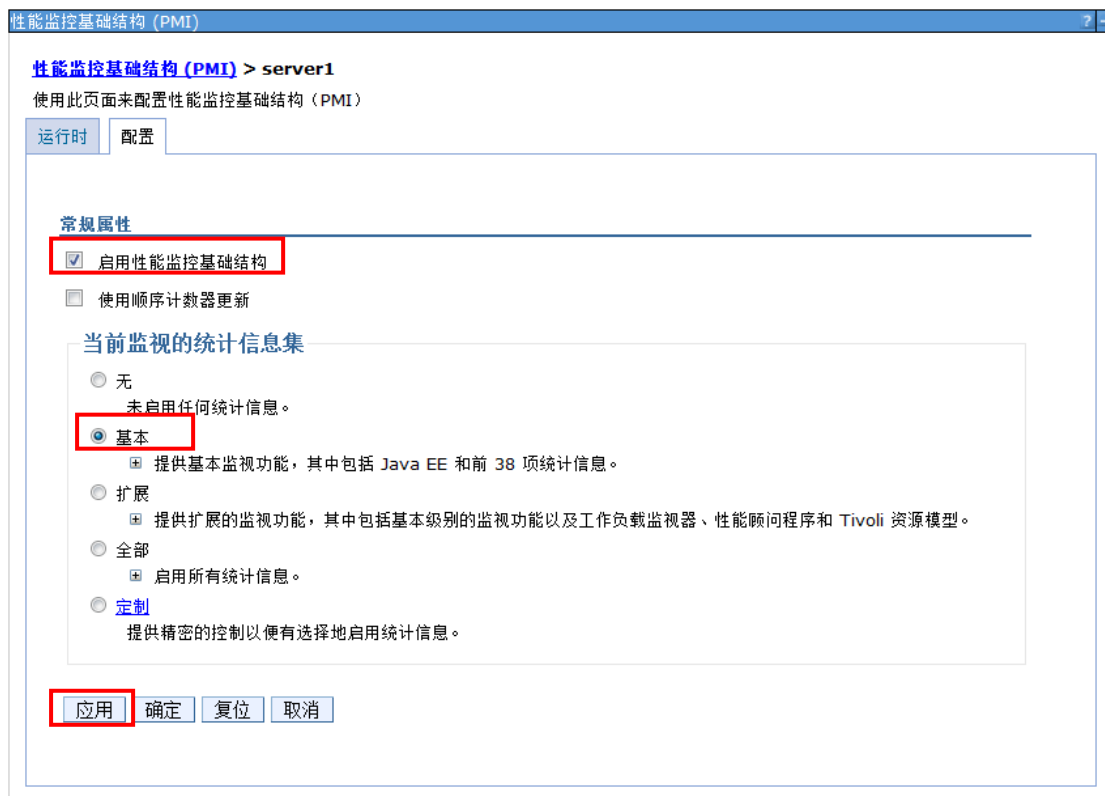 性能监控基础结构 (PMI) ? -
性能监控基础结构 (PMI) > server1
使用此页面来配置性能监控基础结构（PMI）
运行时 配置
常规属性
启用性能监控基础结构
使用顺序计数器更新
当前监视的统计信息集
无
未启用任何统计信息。
基本
提供基本监视功能，其中包括 Java EE 和前 38 项统计信息。
扩展
提供扩展的监视功能，其中包括基本级别的监视功能以及工作负载监视器、性能顾问程序和 Tivoli 资源模型。
全部
启用所有统计信息。
定制
提供精密的控制以便有选择地启用统计信息。
应用 确定 复位 取消